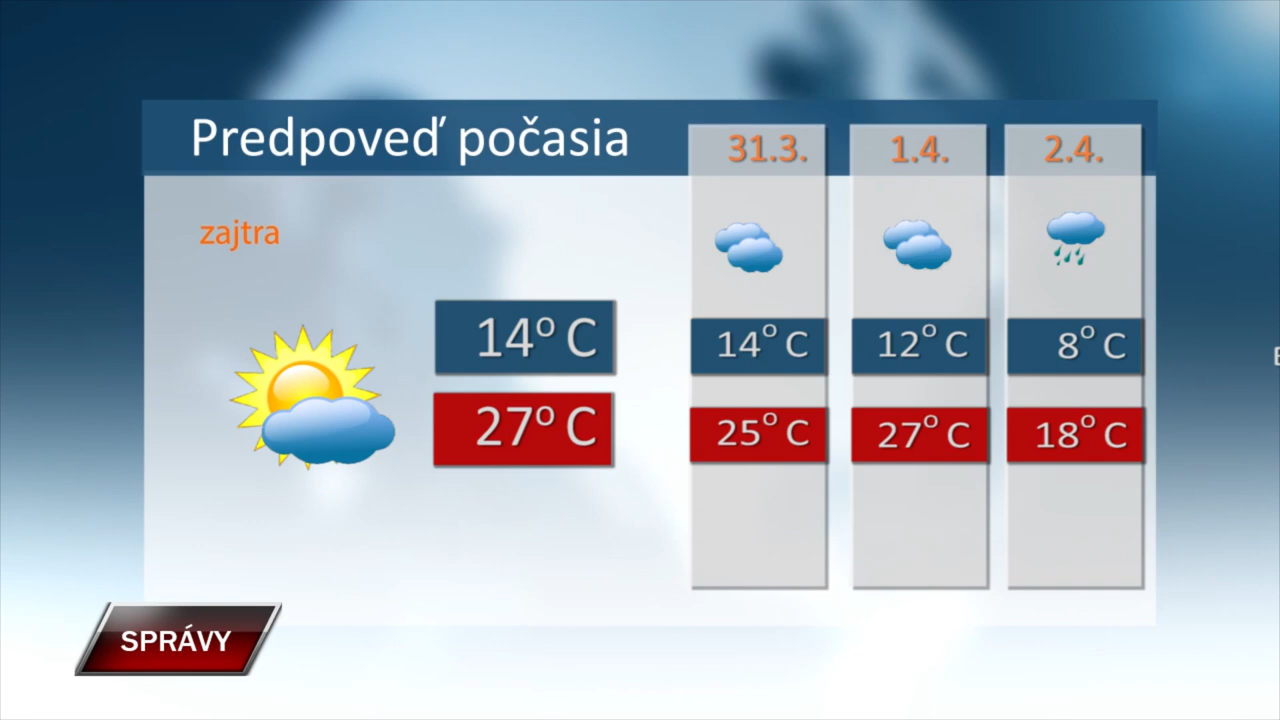 Predpoveď počasia
zajtra
14° C
27° C
31.3.
14° C
25° C
1.4.
12° C
27° C
2.4.
8° C
18° C
SPRÁVY